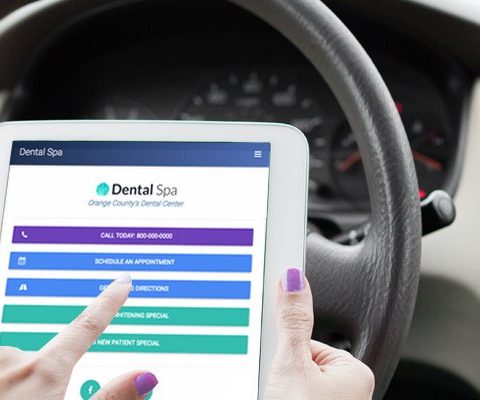 Dental Spa
Dental Spa
Orange County's Dental Center
CALL TODAY: 800-000-0000
SCHEDULE AN APPOINTMENT
DIRECTIONS
WHITENING SPECIAL
NEW PATIENT SPECIAL
f